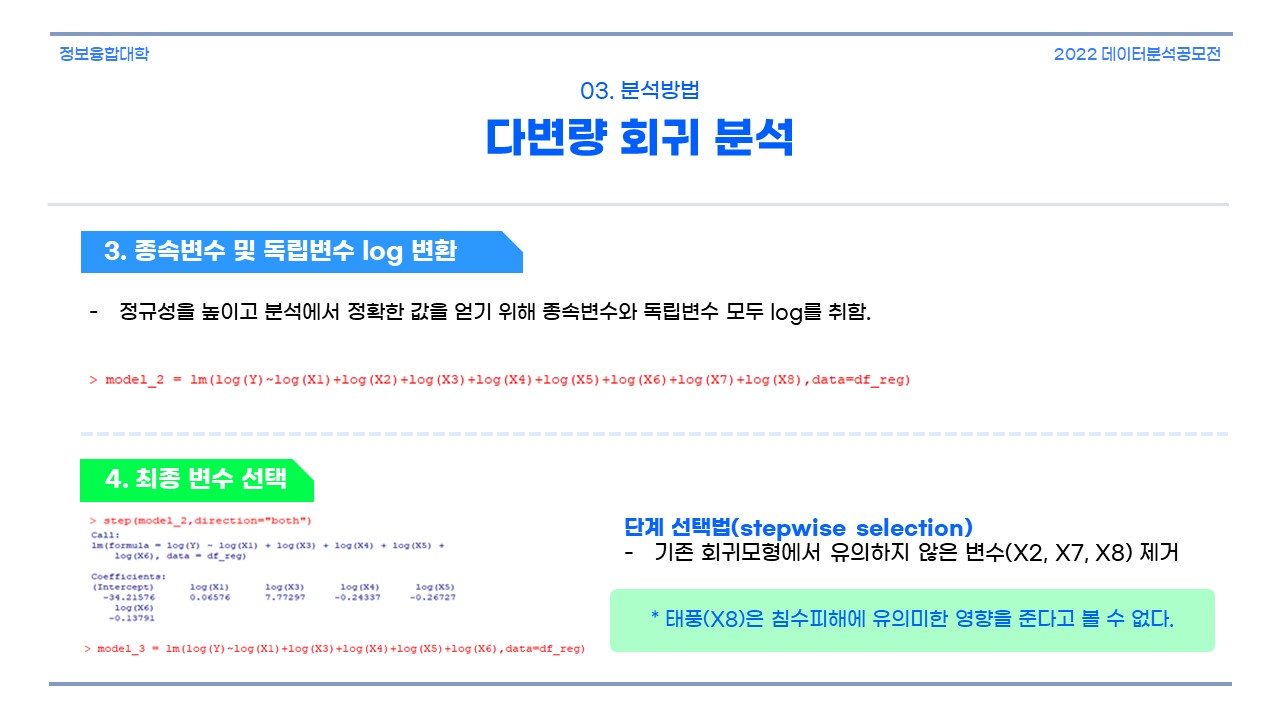 정보융합대학
2022 데이터분석공모전
03. 분석방법
다변량 회귀 분석
3. 종속변수 및 독립변수 log 변환
- 정규성을 높이고 분석에서 정확한 값을 얻기 위해 종속변수와 독립변수 모두 log를 취함.
> model_2 = lm(log(Y)~log(X1)+log(X2)+log(X3)+log(X4)+log(X5)+log(X6)+log(X7)+log(X8),data=df_reg)
4. 최종 변수 선택
> step(model_2,direction="both")
Call:
lm(formula = log(Y) ~ log(X1) + log(X3) + log(X4) + log(X5) +
log(X6), data = df_reg)
Coefficients:
(Intercept) log(X1) log(X3) log(X4) log(X5)
-34.21576 0.06576 7.77297 -0.24337 -0.26727
log(X6)
-0.13791
> model_3 = lm(log(Y)~log(X1)+log(X3)+log(X4)+log(X5)+log(X6),data=df_reg)
단계 선택법(stepwise selection)
- 기존 회귀모형에서 유의하지 않은 변수(X2, X7, X8) 제거
* 태풍(X8)은 침수피해에 유의미한 영향을 준다고 볼 수 없다.